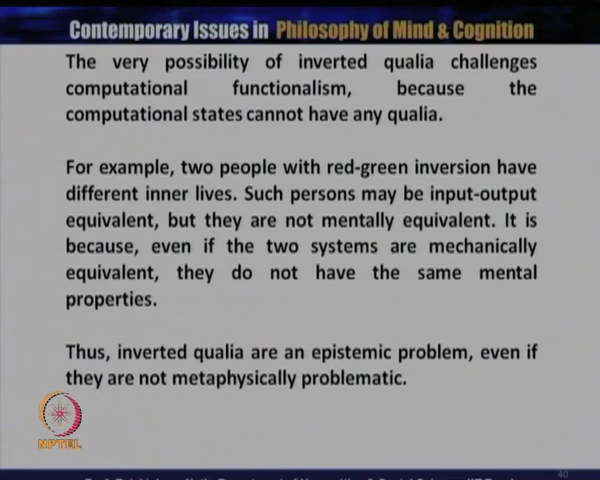 Contemporary Issues in Philosophy of Mind & Cognition
The very possibility of inverted qualia challenges
computational functionalism, because the
computational states cannot have any qualia.
For example, two people with red-green inversion have
different inner lives. Such persons may be input-output
equivalent, but they are not mentally equivalent. It is
because, even if the two systems are mechanically
equivalent, they do not have the same mental
properties.
Thus, inverted qualia are an epistemic problem, even if
they are not metaphysically problematic.
NPTEL
40